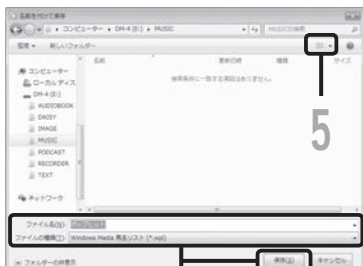 名前を付けて保存
コンピューター ▸ DM-4 (E:) ▸ MUSIC
MUSICの検索
整理 ▾ 新しいフォルダー
名前 更新日時 種類 サイズ
検索条件に一致する項目はありません。
コンピューター
ローカル ディス
DM-4 (E:)
AUDIOBOOK
DAISY
IMAGE
MUSIC
PODCAST
RECORDER
TEXT
ネットワーク
5
ファイル名(N):
ファイルの種類(T): Windows Media 再生リスト (*.wpl)
フォルダーの非表示
保存(S)
キャンセル